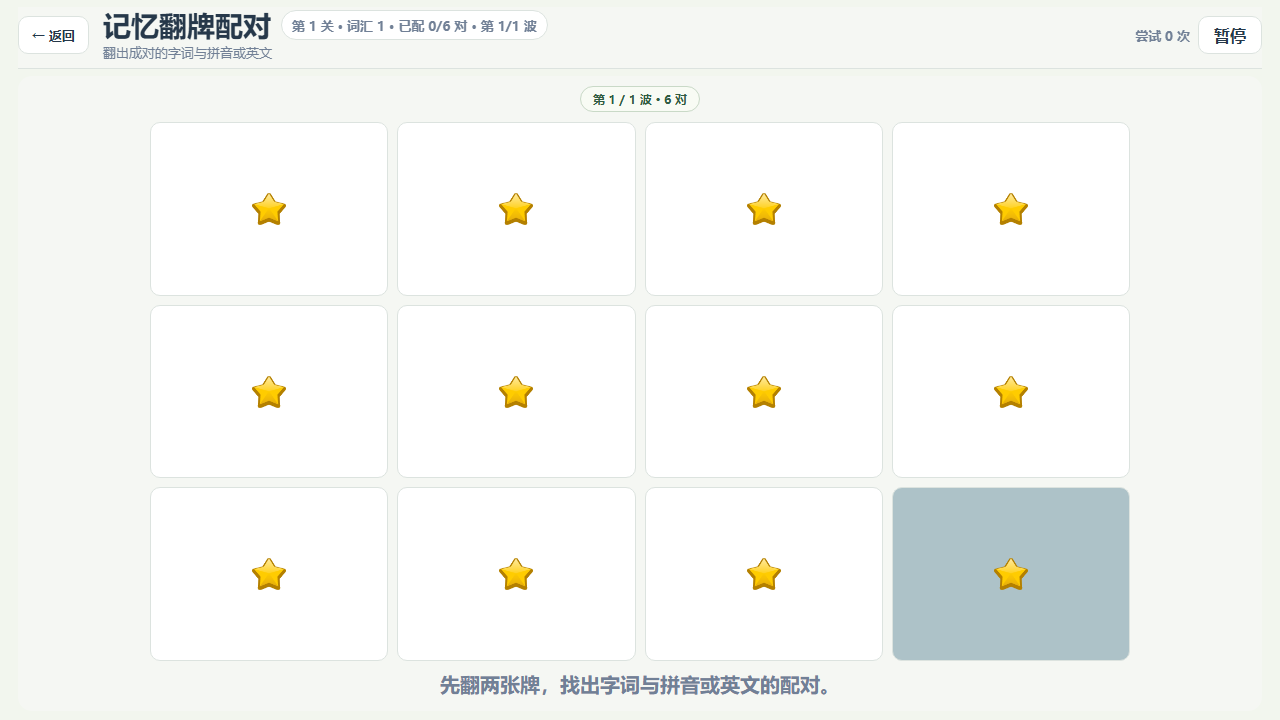 ← 返回
记忆翻牌配对
第 1 关 • 词汇 1 • 已配 0/6 对 • 第 1/1 波
翻出成对的字词与拼音或英文
尝试 0 次
暂停
第 1 / 1 波 • 6 对
先翻两张牌，找出字词与拼音或英文的配对。